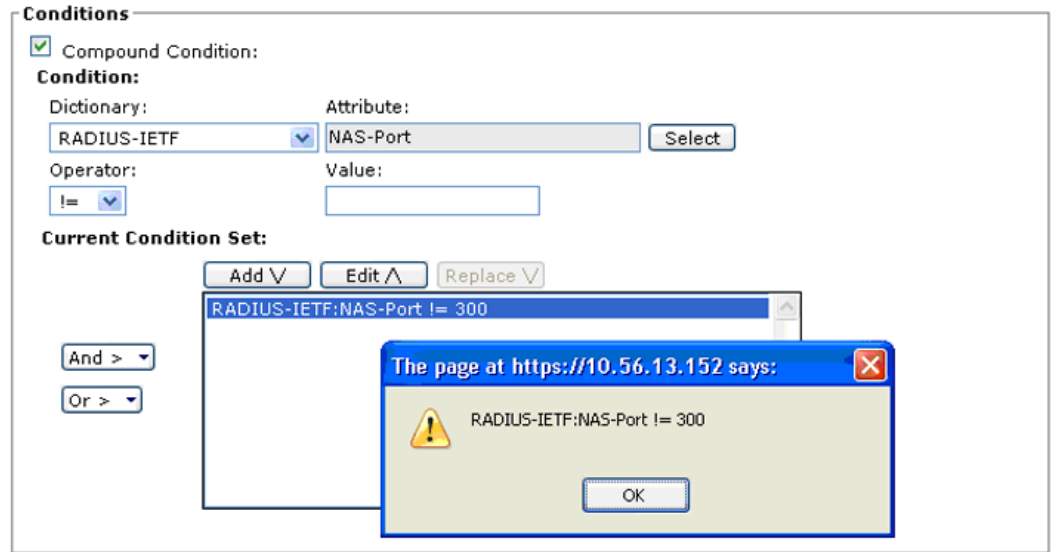 Conditions
Compound Condition:
Condition:
Dictionary: Attribute:
RADIUS-IETF NAS-Port Select
Operator: Value:
!=
Current Condition Set:
Add V Edit Λ Replace V
RADIUS-IETF:NAS-Port != 300
And >
Or >
The page at https://10.56.13.152 says:
RADIUS-IETF:NAS-Port != 300
OK